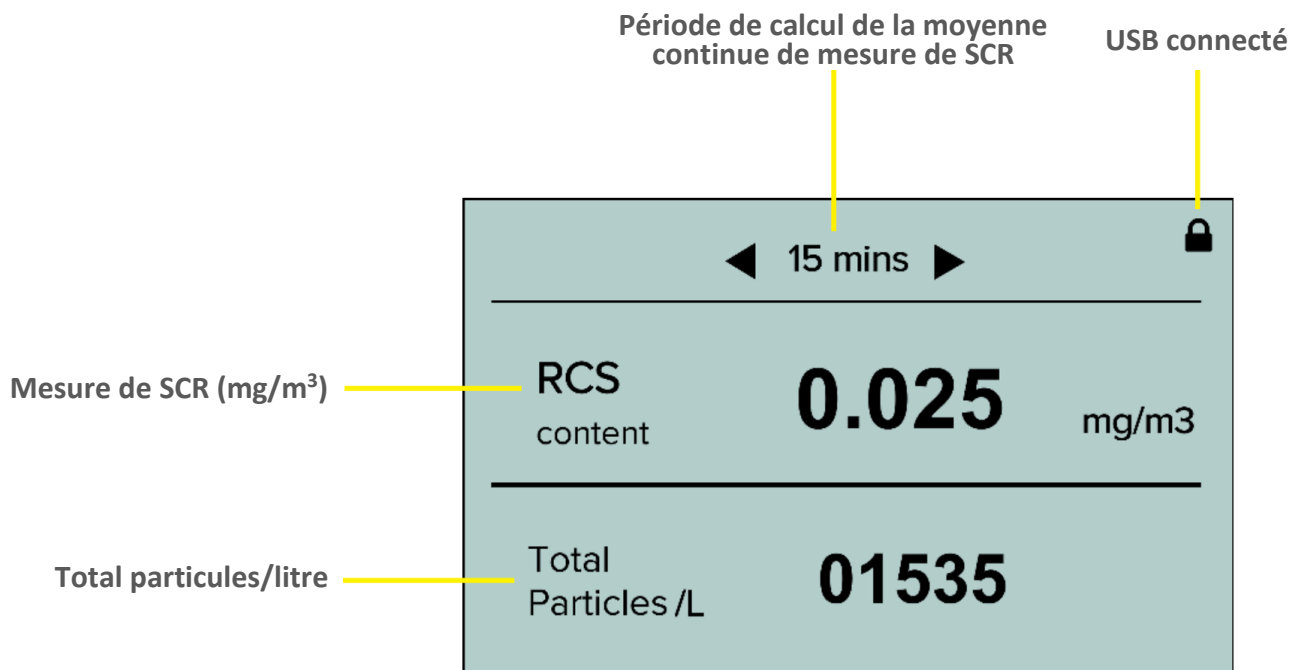 Période de calcul de la moyenne
continue de mesure de SCR
USB connecté
15 mins
Mesure de SCR (mg/m³)
RCS
content
0.025
mg/m3
Total particules/litre
Total
Particles /L
01535